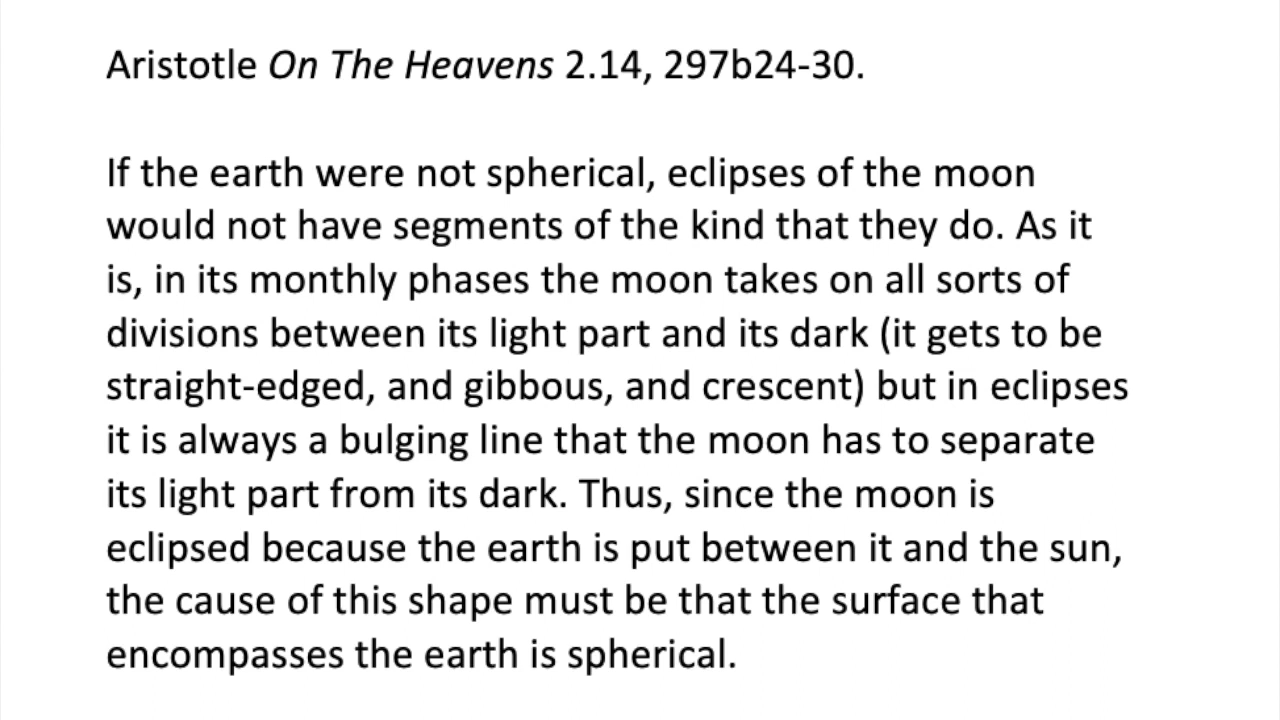 Aristotle On The Heavens 2.14, 297b24-30.
If the earth were not spherical, eclipses of the moon
would not have segments of the kind that they do. As it
is, in its monthly phases the moon takes on all sorts of
divisions between its light part and its dark (it gets to be
straight-edged, and gibbous, and crescent) but in eclipses
it is always a bulging line that the moon has to separate
its light part from its dark. Thus, since the moon is
eclipsed because the earth is put between it and the sun,
the cause of this shape must be that the surface that
encompasses the earth is spherical.